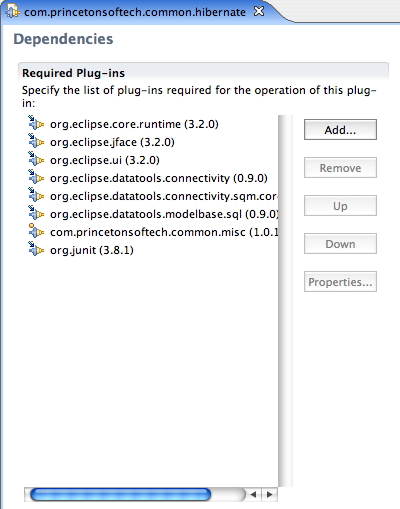 com.princetonsoftech.common.hibernate
Dependencies
Required Plug-ins
Specify the list of plug-ins required for the operation of this plug-
in:
org.eclipse.core.runtime (3.2.0)
org.eclipse.jface (3.2.0)
org.eclipse.ui (3.2.0)
org.eclipse.datatools.connectivity (0.9.0)
org.eclipse.datatools.connectivity.sqm.cor
org.eclipse.datatools.modelbase.sql (0.9.0)
com.princetonsoftech.common.misc (1.0.1
org.junit (3.8.1)
Add...
Remove
Up
Down
Properties...